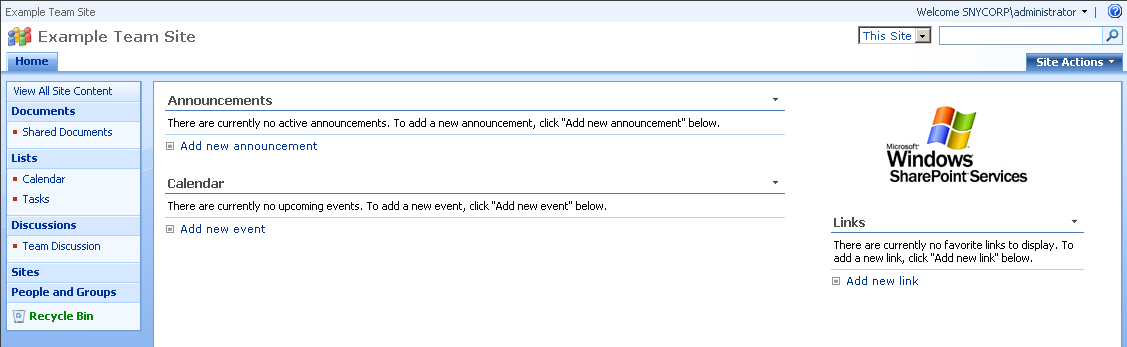 Example Team Site
Welcome SNYCORP\administrator
Example Team Site
This Site
Home
Site Actions
View All Site Content
Documents
Shared Documents
Lists
Calendar
Tasks
Discussions
Team Discussion
Sites
People and Groups
Recycle Bin
Announcements
There are currently no active announcements. To add a new announcement, click "Add new announcement" below.
Add new announcement
Calendar
There are currently no upcoming events. To add a new event, click "Add new event" below.
Add new event
Microsoft
Windows
SharePoint Services
Links
There are currently no favorite links to display. To
add a new link, click "Add new link" below.
Add new link